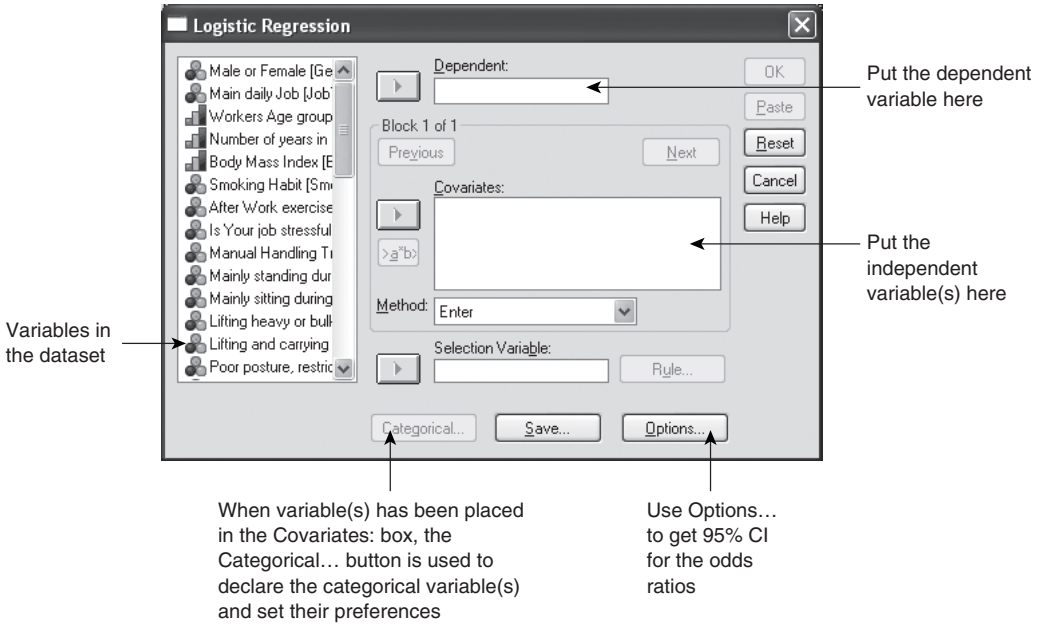 Logistic Regression
Male or Female [Ge
Main daily Job [Job
Workers Age group
Number of years in
Body Mass Index [E
Smoking Habit [Smo
After Work exercise
Is Your job stressful
Manual Handling Tr
Mainly standing dur
Mainly sitting during
Lifting heavy or bulk
Lifting and carrying
Poor posture, restric
Dependent:
Block 1 of 1
Previous
Next
Covariates:
>a*b>
Method:
Enter
Selection Variable:
Rule...
OK
Paste
Reset
Cancel
Help
Categorical...
Save...
Options...
Put the dependent
variable here
Put the
independent
variable(s) here
Variables in
the dataset
When variable(s) has been placed
in the Covariates: box, the
Categorical… button is used to
declare the categorical variable(s)
and set their preferences
Use Options…
to get 95% CI
for the odds
ratios